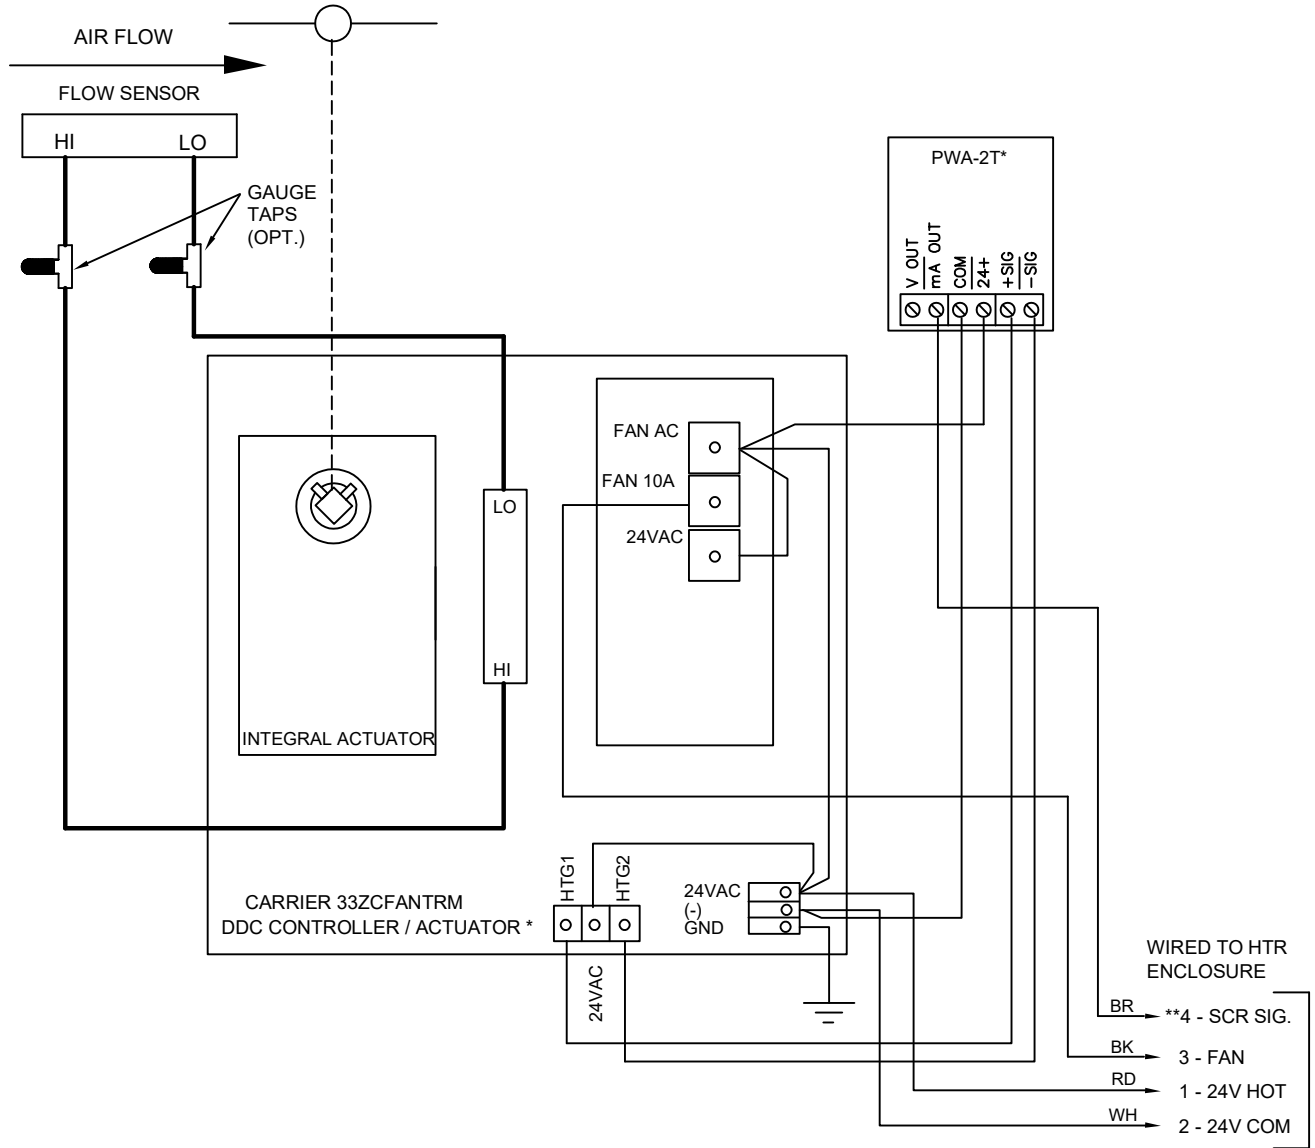 AIR FLOW
FLOW SENSOR
HI
LO
GAUGE
TAPS
(OPT.)
PWA-2T*
V OUT
mA OUT
COM
24+
+SIG
-SIG
FAN AC
FAN 10A
24VAC
LO
HI
INTEGRAL ACTUATOR
CARRIER 33ZCFANTRM
DDC CONTROLLER / ACTUATOR *
HTG1
24VAC
HTG2
24VAC
(-)
GND
WIRED TO HTR
ENCLOSURE
BR **4 - SCR SIG.
BK 3 - FAN
RD 1 - 24V HOT
WH 2 - 24V COM